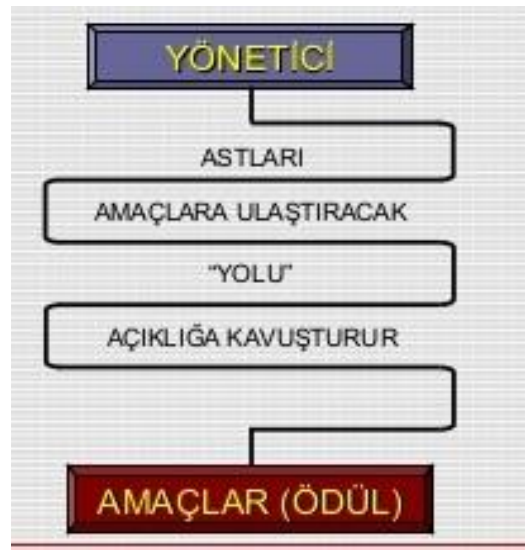 YÖNETİCİ
ASTLARI
AMAÇLARA ULAŞTIRACAK
"YOLU"
AÇIKLIĞA KAVUŞTURUR
AMAÇLAR (ÖDÜL)